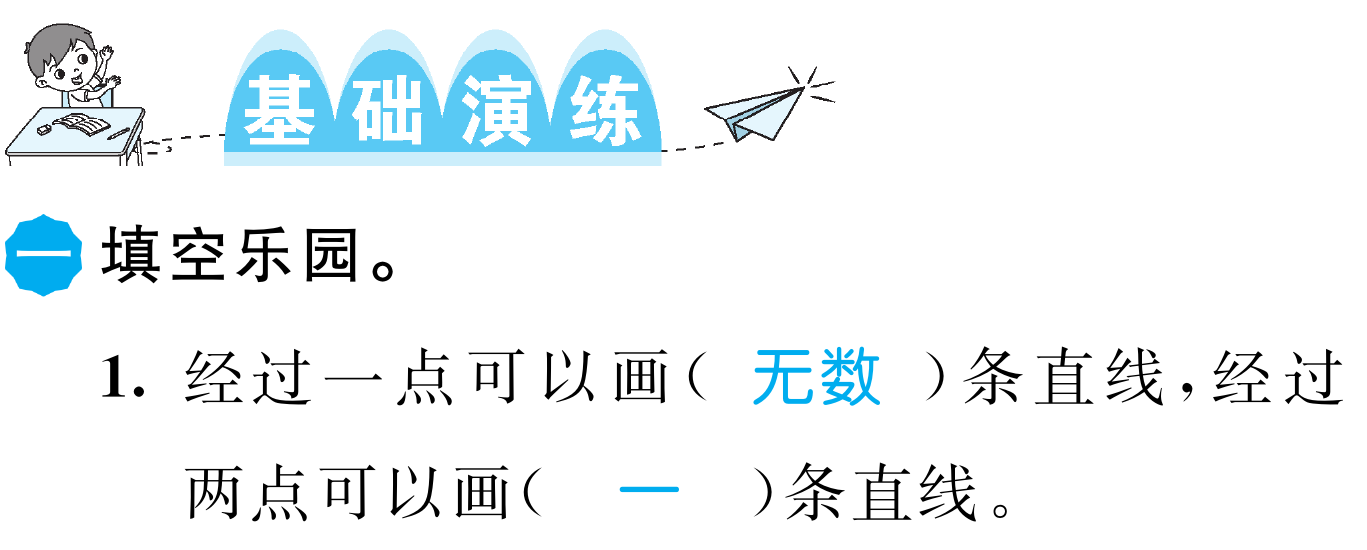 基础演练
一 填空乐园。
1. 经过一点可以画( 无数 )条直线,经过
两点可以画( 一 )条直线。